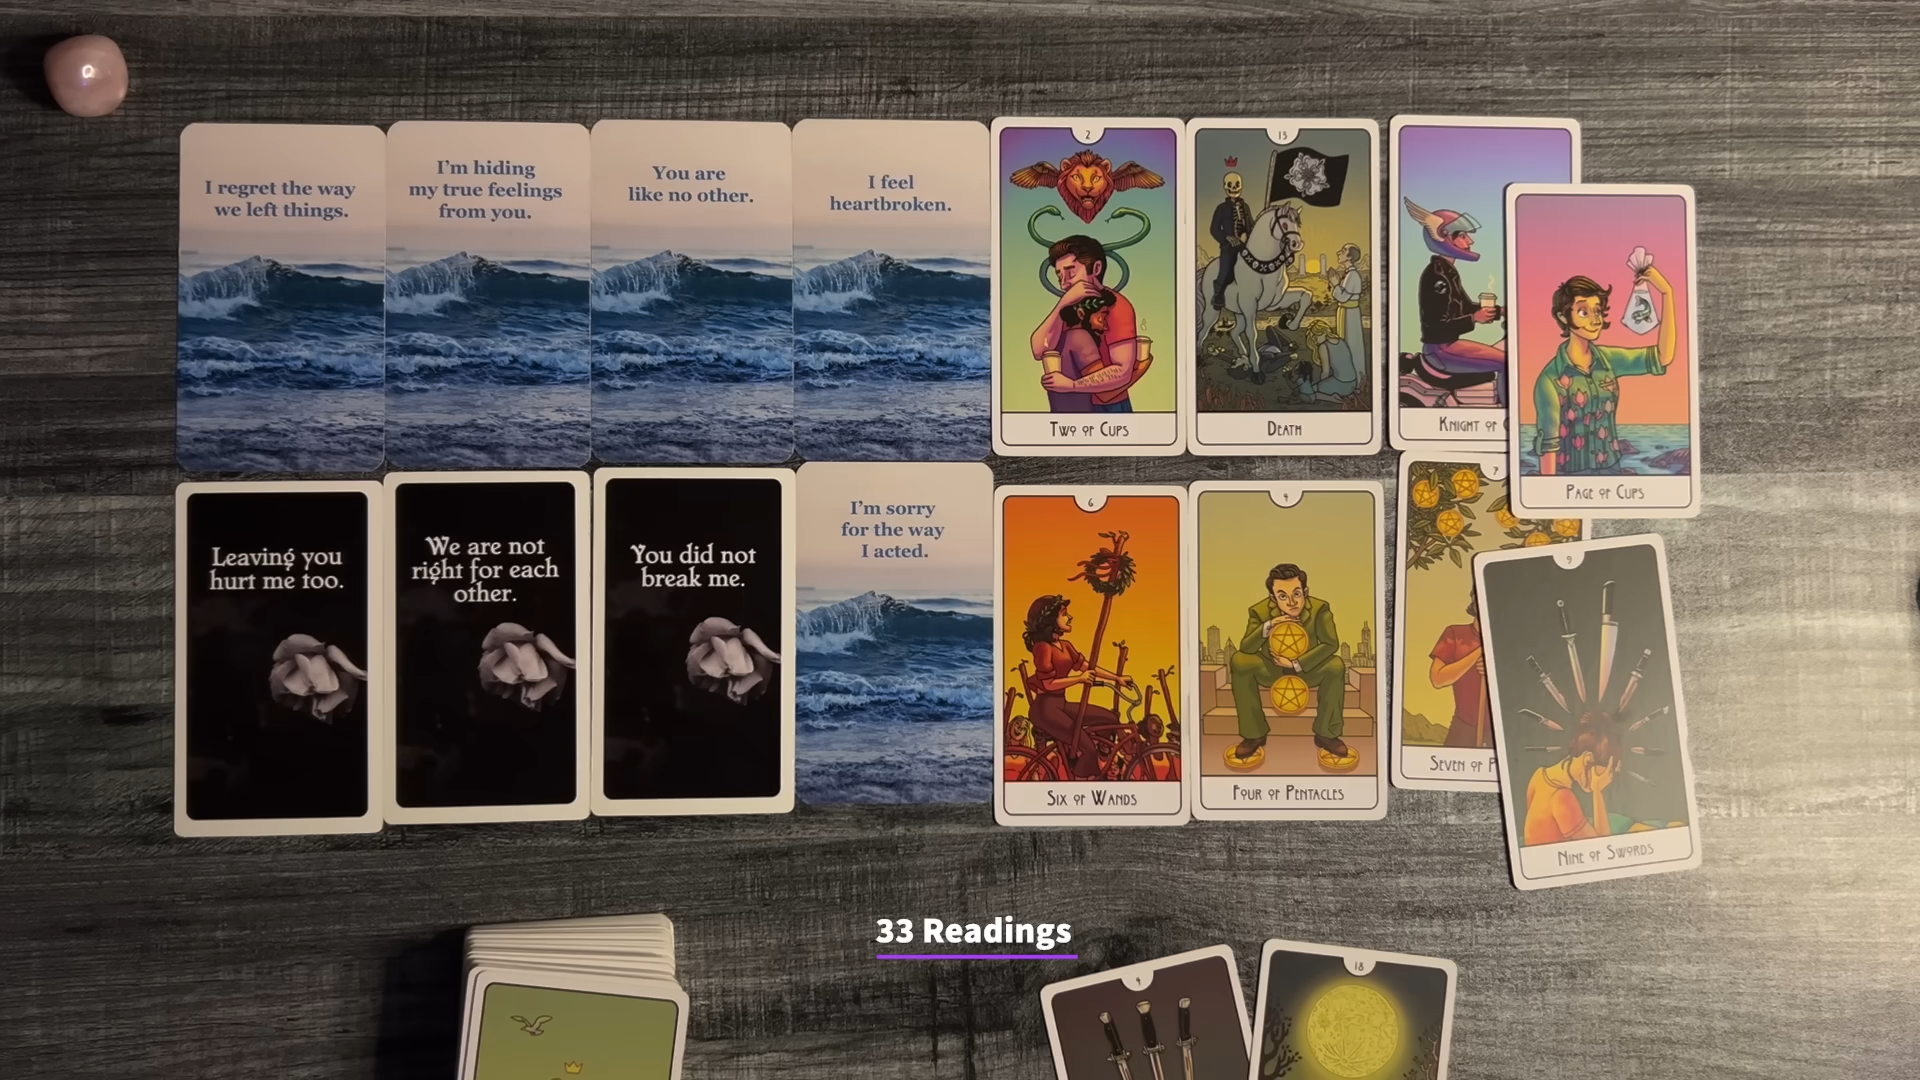 I regret the way
we left things.
I'm hiding
my true feelings
from you.
You are
like no other.
I feel
heartbroken.
2
Two of Cups
13
Death
Knight of
Page of Cups
Leaving you
hurt me too.
We are not
right for each
other.
You did not
break me.
I'm sorry
for the way
I acted.
6
Six of Wands
4
Four of Pentacles
7
Seven of
9
Nine of Swords
33 Readings
4
18